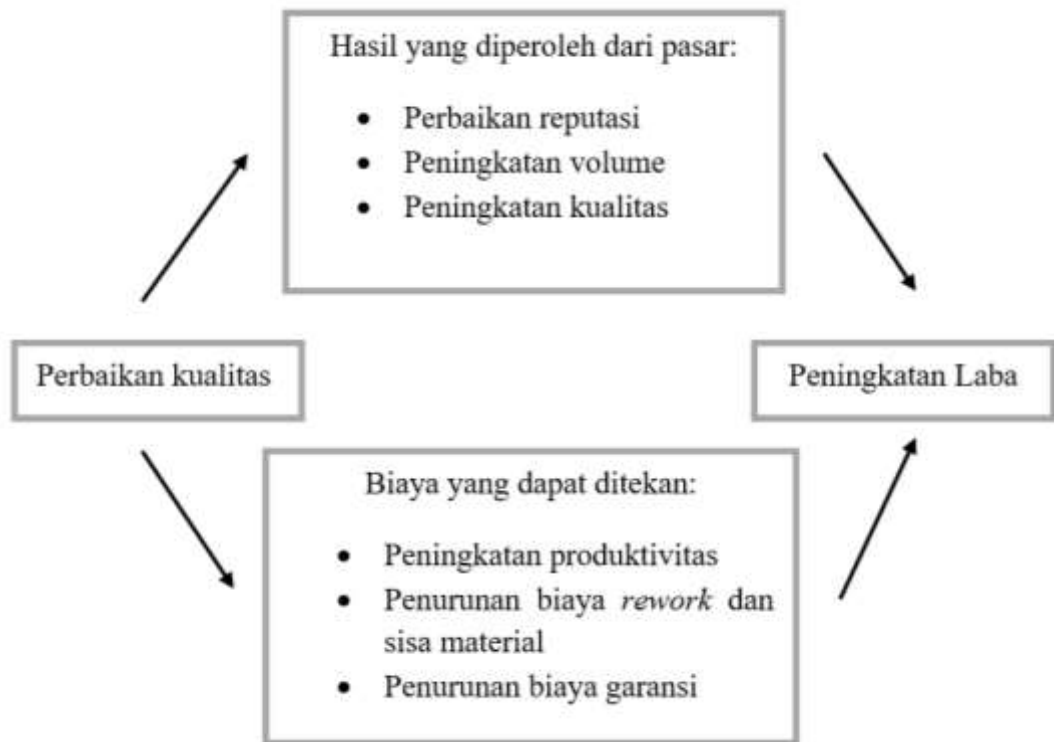 Hasil yang diperoleh dari pasar:
• Perbaikan reputasi
• Peningkatan volume
• Peningkatan kualitas
Perbaikan kualitas
Peningkatan Laba
Biaya yang dapat ditekan:
• Peningkatan produktivitas
• Penurunan biaya rework dan
sisa material
• Penurunan biaya garansi